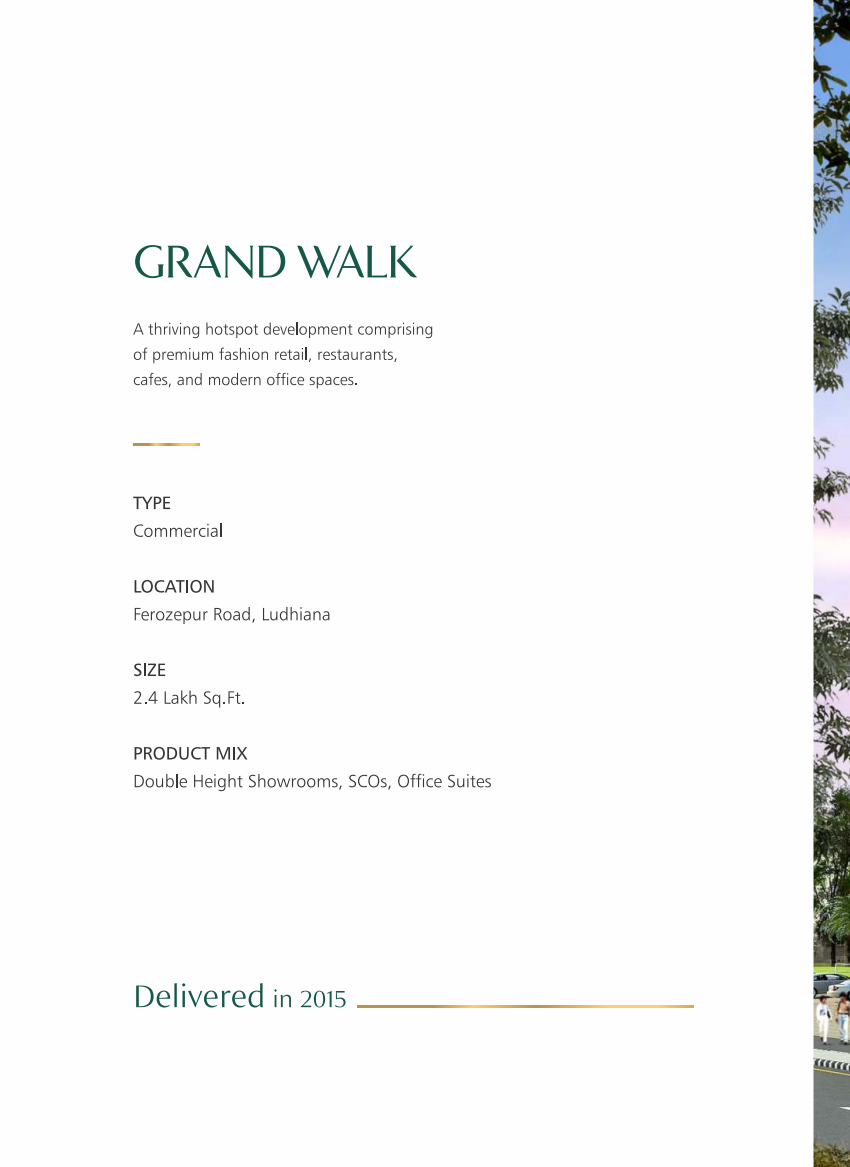 GRAND WALK
A thriving hotspot development comprising
of premium fashion retail, restaurants,
cafes, and modern office spaces.
TYPE
Commercial
LOCATION
Ferozepur Road, Ludhiana
SIZE
2.4 Lakh Sq.Ft.
PRODUCT MIX
Double Height Showrooms, SCOs, Office Suites
Delivered in 2015